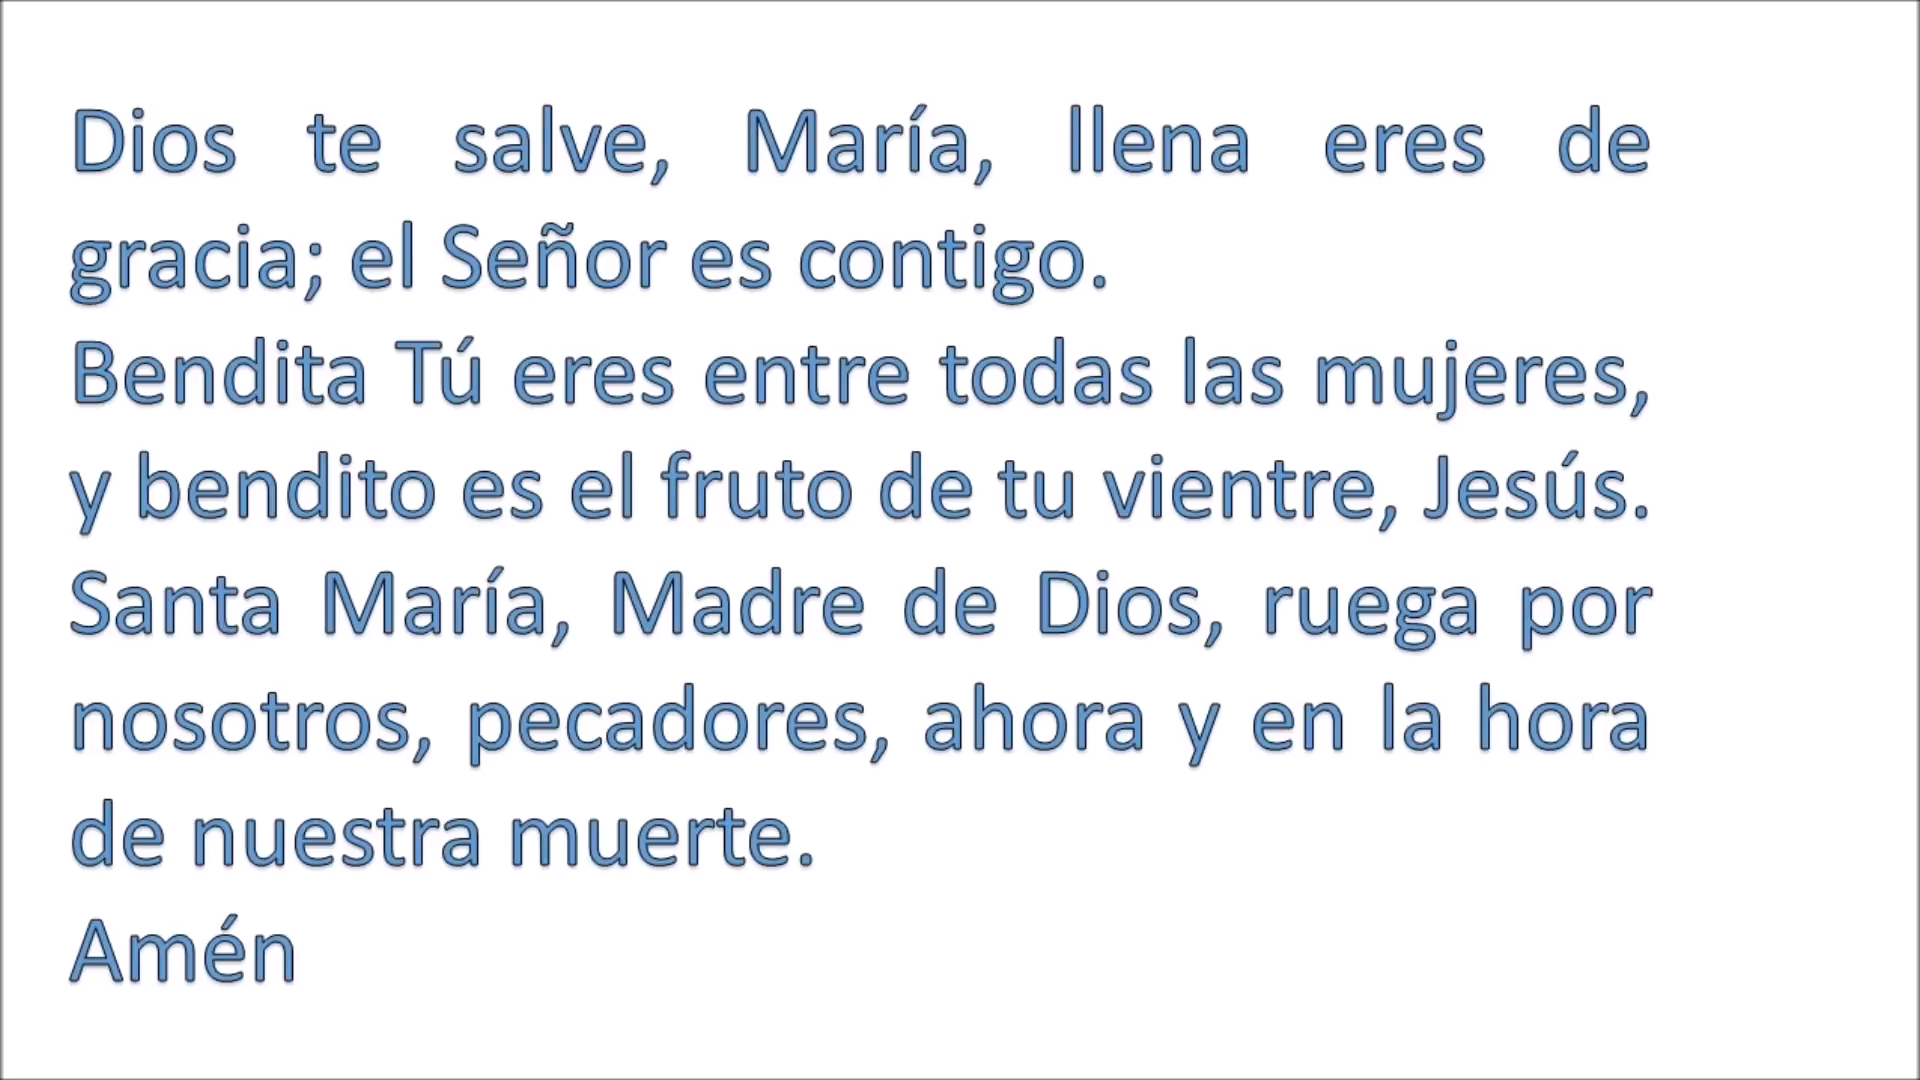 Dios te salve, María, llena eres de
gracia; el Señor es contigo.
Bendita Tú eres entre todas las mujeres,
y bendito es el fruto de tu vientre, Jesús.
Santa María, Madre de Dios, ruega por
nosotros, pecadores, ahora y en la hora
de nuestra muerte.
Amén